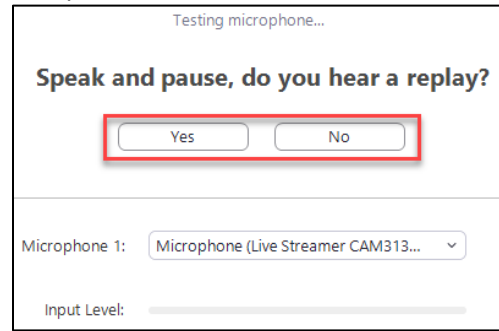 Testing microphone...
Speak and pause, do you hear a replay?
Yes No
Microphone 1: Microphone (Live Streamer CAM313...
Input Level: